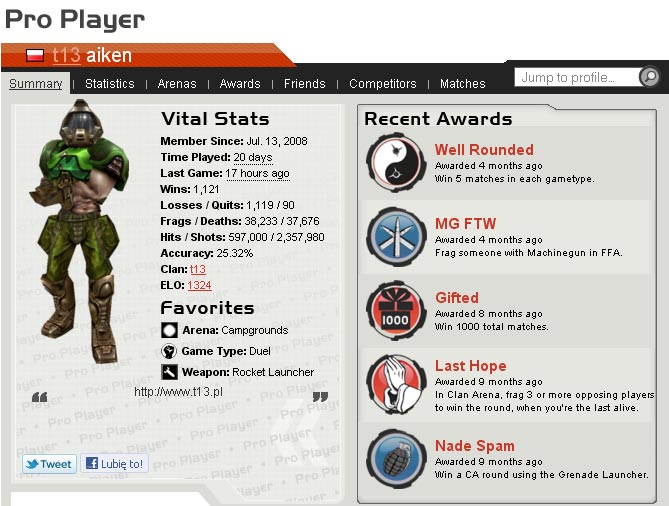 Pro Player
t13 aiken
Summary | Statistics | Arenas | Awards | Friends | Competitors | Matches
Jump to profile...
Vital Stats
Member Since: Jul. 13, 2008
Time Played: 20 days
Last Game: 17 hours ago
Wins: 1,121
Losses / Quits: 1,119 / 90
Frags / Deaths: 38,233 / 37,676
Hits / Shots: 597,000 / 2,357,980
Accuracy: 25.32%
Clan: t13
ELO: 1324
Favorites
Arena: Campgrounds
Game Type: Duel
Weapon: Rocket Launcher
“ http://www.t13.pl ”
Tweet
Lubię to!
Recent Awards
Well Rounded
Awarded 4 months ago
Win 5 matches in each gametype.
MG FTW
Awarded 4 months ago
Frag someone with Machinegun in FFA.
1000
Gifted
Awarded 8 months ago
Win 1000 total matches.
Last Hope
Awarded 9 months ago
In Clan Arena, frag 3 or more opposing players
to win the round, when you're the last alive.
Nade Spam
Awarded 9 months ago
Win a CA round using the Grenade Launcher.